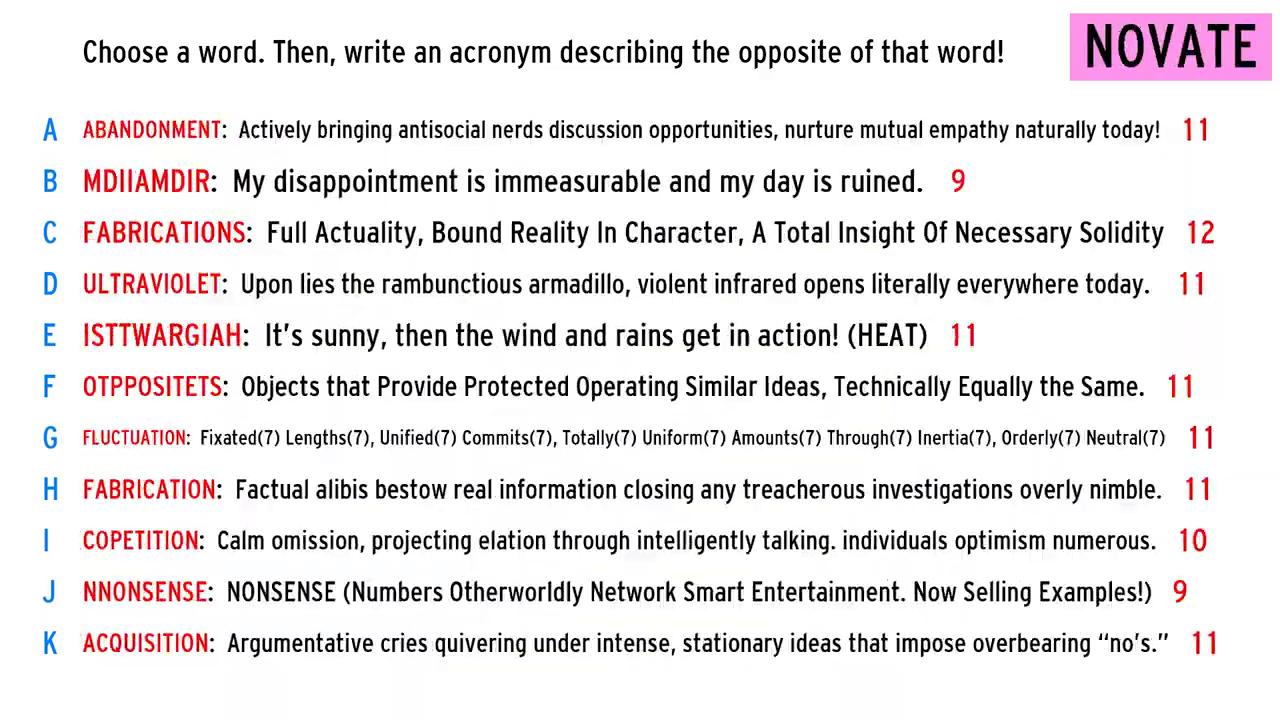 Choose a word. Then, write an acronym describing the opposite of that word! NOVATE
A ABANDONMENT: Actively bringing antisocial nerds discussion opportunities, nurture mutual empathy naturally today! 11
B MDIIAMDIR: My disappointment is immeasurable and my day is ruined. 9
C FABRICATIONS: Full Actuality, Bound Reality In Character, A Total Insight Of Necessary Solidity 12
D ULTRAVIOLET: Upon lies the rambunctious armadillo, violent infrared opens literally everywhere today. 11
E ISTTWARGIAH: It's sunny, then the wind and rains get in action! (HEAT) 11
F OTPPOSITETS: Objects that Provide Protected Operating Similar Ideas, Technically Equally the Same. 11
G FLUCTUATION: Fixated(7) Lengths(7), Unified(7) Commits(7), Totally(7) Uniform(7) Amounts(7) Through(7) Inertia(7), Orderly(7) Neutral(7) 11
H FABRICATION: Factual alibis bestow real information closing any treacherous investigations overly nimble. 11
I COPETITION: Calm omission, projecting elation through intelligently talking. individuals optimism numerous. 10
J NNONSENSE: NONSENSE (Numbers Otherworldly Network Smart Entertainment. Now Selling Examples!) 9
K ACQUISITION: Argumentative cries quivering under intense, stationary ideas that impose overbearing “no's.” 11